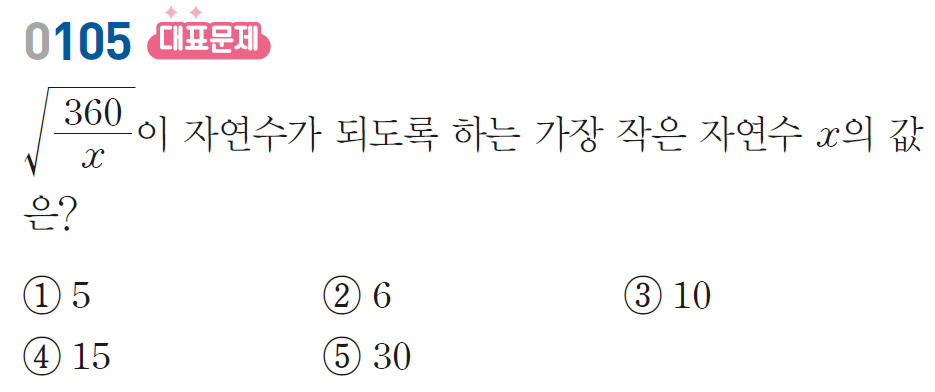 0105 대표문제
√(360/x)이 자연수가 되도록 하는 가장 작은 자연수 x의 값
은?
① 5 ② 6 ③ 10
④ 15 ⑤ 30